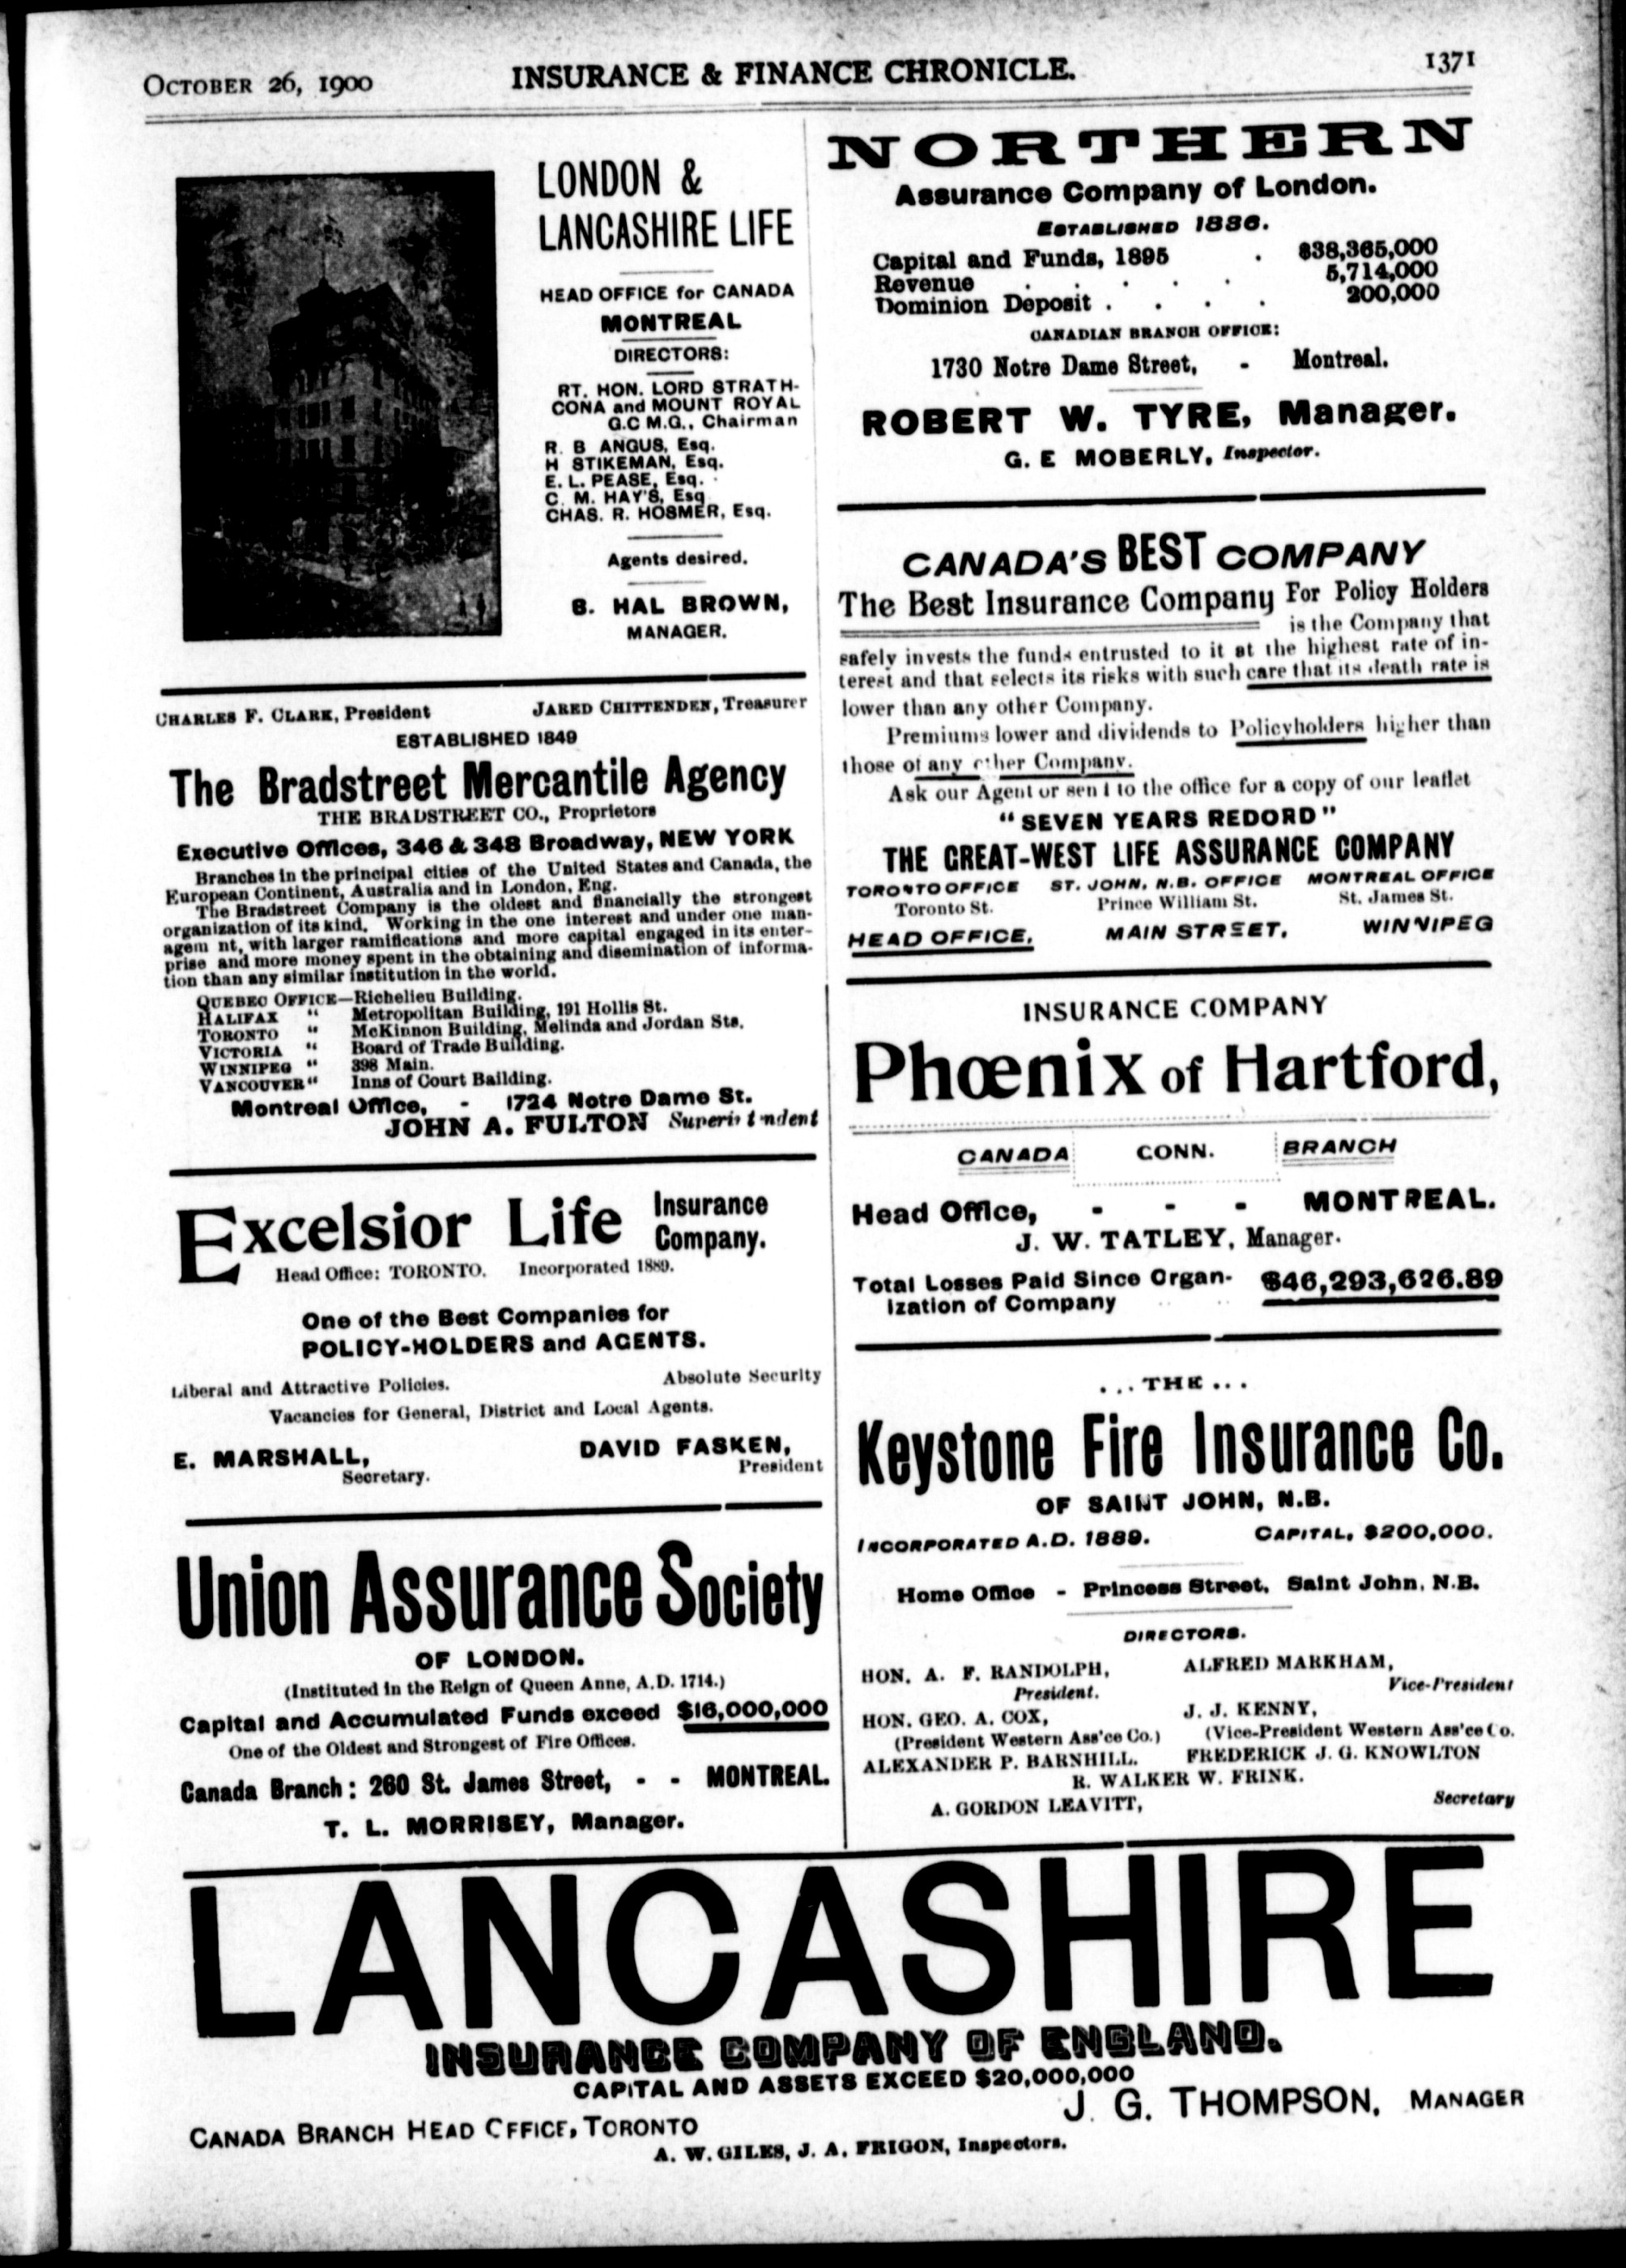 OCTOBER 26, 1900 INSURANCE & FINANCE CHRONICLE. 1371
LONDON &
LANCASHIRE LIFE
HEAD OFFICE for CANADA
MONTREAL
DIRECTORS:
RT. HON. LORD STRATH-
CONA and MOUNT ROYAL
G.C M.G., Chairman
R. B ANGUS, Esq.
H STIKEMAN, Esq.
E. L. PEASE, Esq.
C. M. HAY'S, Esq
CHAS. R. HOSMER, Esq.
Agents desired.
B. HAL BROWN,
MANAGER.
CHARLES F. CLARK, President JARED CHITTENDEN, Treasurer
ESTABLISHED 1849
The Bradstreet Mercantile Agency
THE BRADSTREET CO., Proprietors
Executive Offices, 346 & 348 Broadway, NEW YORK
Branches in the principal cities of the United States and Canada, the
European Continent, Australia and in London, Eng.
The Bradstreet Company is the oldest and financially the strongest
organization of its kind. Working in the one interest and under one man-
agem nt, with larger ramifications and more capital engaged in its enter-
prise and more money spent in the obtaining and disemination of informa-
tion than any similar institution in the world.
QUEBEC OFFICE—Richelieu Building.
HALIFAX " Metropolitan Building, 191 Hollis St.
TORONTO " McKinnon Building, Melinda and Jordan Sts.
VICTORIA " Board of Trade Building.
WINNIPEG " 398 Main.
VANCOUVER " Inns of Court Building.
Montreal Office, - 1724 Notre Dame St.
JOHN A. FULTON Superintendent
Excelsior Life Insurance
Company.
Head Office: TORONTO. Incorporated 1889.
One of the Best Companies for
POLICY-HOLDERS and AGENTS.
Liberal and Attractive Policies. Absolute Security
Vacancies for General, District and Local Agents.
E. MARSHALL, DAVID FASKEN,
Secretary. President
Union Assurance Society
OF LONDON.
(Instituted in the Reign of Queen Anne, A.D. 1714.)
Capital and Accumulated Funds exceed $16,000,000
One of the Oldest and Strongest of Fire Offices.
Canada Branch: 260 St. James Street, - - MONTREAL.
T. L. MORRISEY, Manager.
NORTHERN
Assurance Company of London.
ESTABLISHED 1836.
Capital and Funds, 1895 . $38,365,000
Revenue . . . . . 5,714,000
Dominion Deposit . . . . 200,000
CANADIAN BRANCH OFFICE:
1730 Notre Dame Street, - Montreal.
ROBERT W. TYRE, Manager.
G. E MOBERLY, Inspector.
CANADA'S BEST COMPANY
The Best Insurance Company For Policy Holders
is the Company that
safely invests the funds entrusted to it at the highest rate of in-
terest and that selects its risks with such care that its death rate is
lower than any other Company.
Premiums lower and dividends to Policyholders higher than
those of any other Company.
Ask our Agent or send to the office for a copy of our leaflet
"SEVEN YEARS REDORD"
THE GREAT-WEST LIFE ASSURANCE COMPANY
TORONTO OFFICE ST. JOHN, N.B. OFFICE MONTREAL OFFICE
Toronto St. Prince William St. St. James St.
HEAD OFFICE, MAIN STREET, WINNIPEG
INSURANCE COMPANY
Phœnix of Hartford,
CANADA CONN. BRANCH
Head Office, - - - MONTREAL.
J. W. TATLEY, Manager.
Total Losses Paid Since Organ- $46,293,626.89
ization of Company
... THE ...
Keystone Fire Insurance Co.
OF SAINT JOHN, N.B.
INCORPORATED A.D. 1889. CAPITAL, $200,000.
Home Office - Princess Street, Saint John, N.B.
DIRECTORS.
HON. A. F. RANDOLPH, ALFRED MARKHAM,
President. Vice-President
HON. GEO. A. COX, J. J. KENNY,
(President Western Ass'ce Co.) (Vice-President Western Ass'ce Co.
ALEXANDER P. BARNHILL. FREDERICK J. G. KNOWLTON
R. WALKER W. FRINK.
A. GORDON LEAVITT, Secretary
LANCASHIRE
INSURANCE COMPANY OF ENGLAND.
CAPITAL AND ASSETS EXCEED $20,000,000
CANADA BRANCH HEAD OFFICE, TORONTO J. G. THOMPSON, MANAGER
A. W. GILES, J. A. FRIGON, Inspectors.